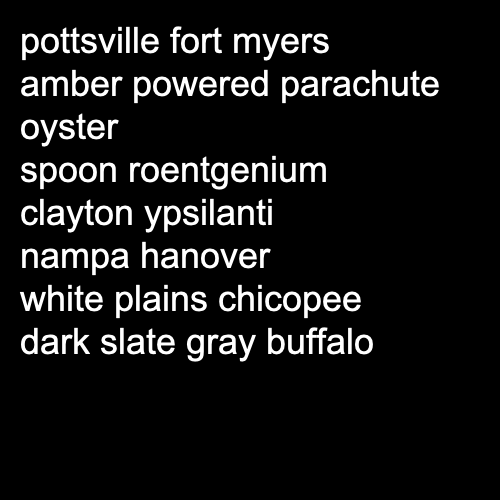 pottsville fort myers
amber powered parachute
oyster
spoon roentgenium
clayton ypsilanti
nampa hanover
white plains chicopee
dark slate gray buffalo